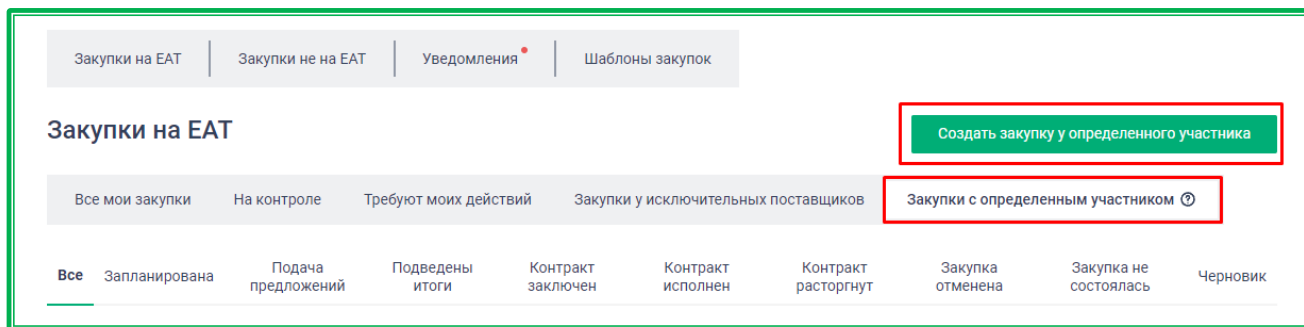 Закупки на ЕАТ Закупки не на ЕАТ Уведомления Шаблоны закупок
Закупки на ЕАТ
Создать закупку у определенного участника
Все мои закупки На контроле Требуют моих действий Закупки у исключительных поставщиков Закупки с определенным участником ?
Все Запланирована Подача предложений Подведены итоги Контракт заключен Контракт исполнен Контракт расторгнут Закупка отменена Закупка не состоялась Черновик